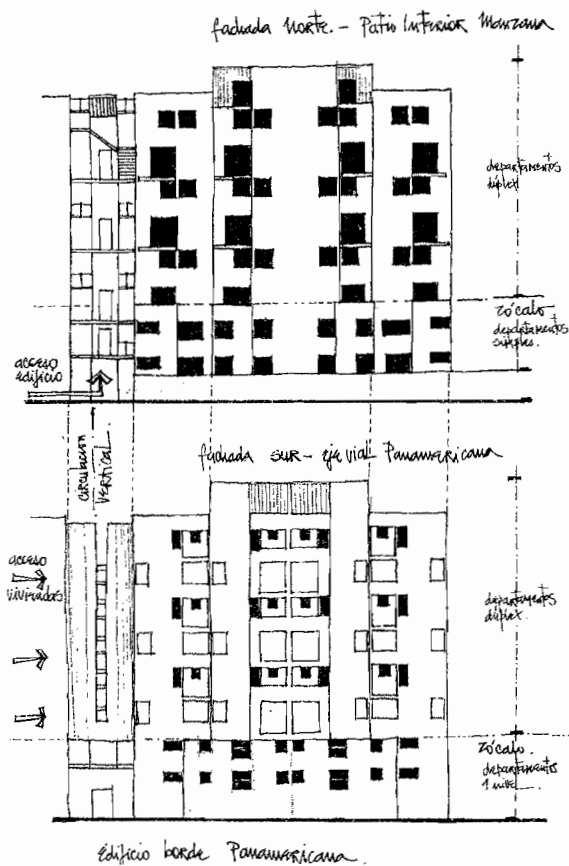 fachada Norte. - Patio Interior Manzana
departamentos
dúplex
zócalo
departamentos
simples.
acceso
edificio
circulación
VERTICAL.
fachada SUR - eje vial Panamericana
acceso
viviendas
departamentos
dúplex.
zócalo.
departamentos
1 nivel.
Edificio borde Panamericana.